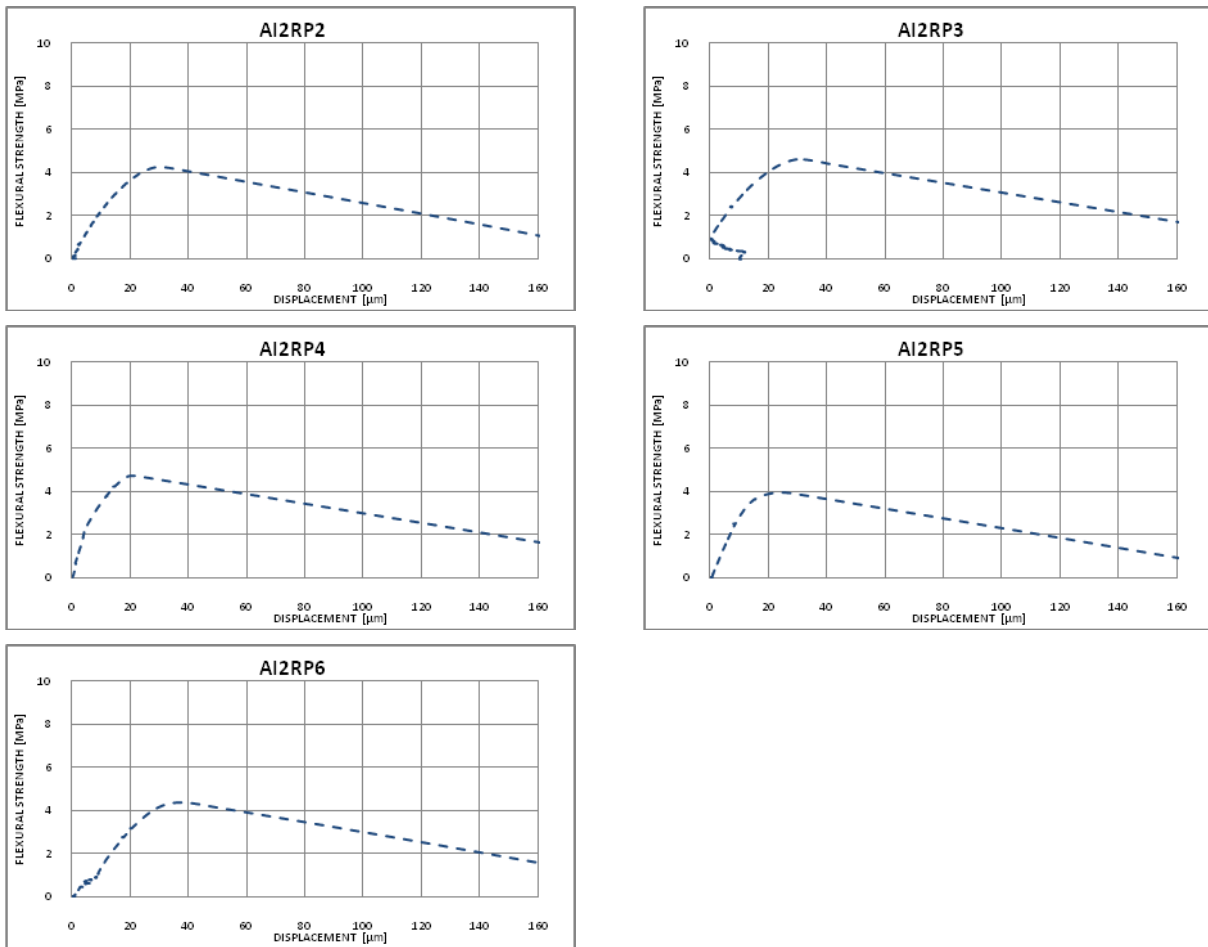 AI2RP2
FLEXURAL STRENGTH [MPa]
10
8
6
4
2
0
0 20 40 60 80 100 120 140 160
DISPLACEMENT [µm]
AI2RP3
FLEXURAL STRENGTH [MPa]
10
8
6
4
2
0
0 20 40 60 80 100 120 140 160
DISPLACEMENT [µm]
AI2RP4
FLEXURAL STRENGTH [MPa]
10
8
6
4
2
0
0 20 40 60 80 100 120 140 160
DISPLACEMENT [µm]
AI2RP5
FLEXURAL STRENGTH [MPa]
10
8
6
4
2
0
0 20 40 60 80 100 120 140 160
DISPLACEMENT [µm]
AI2RP6
FLEXURAL STRENGTH [MPa]
10
8
6
4
2
0
0 20 40 60 80 100 120 140 160
DISPLACEMENT [µm]